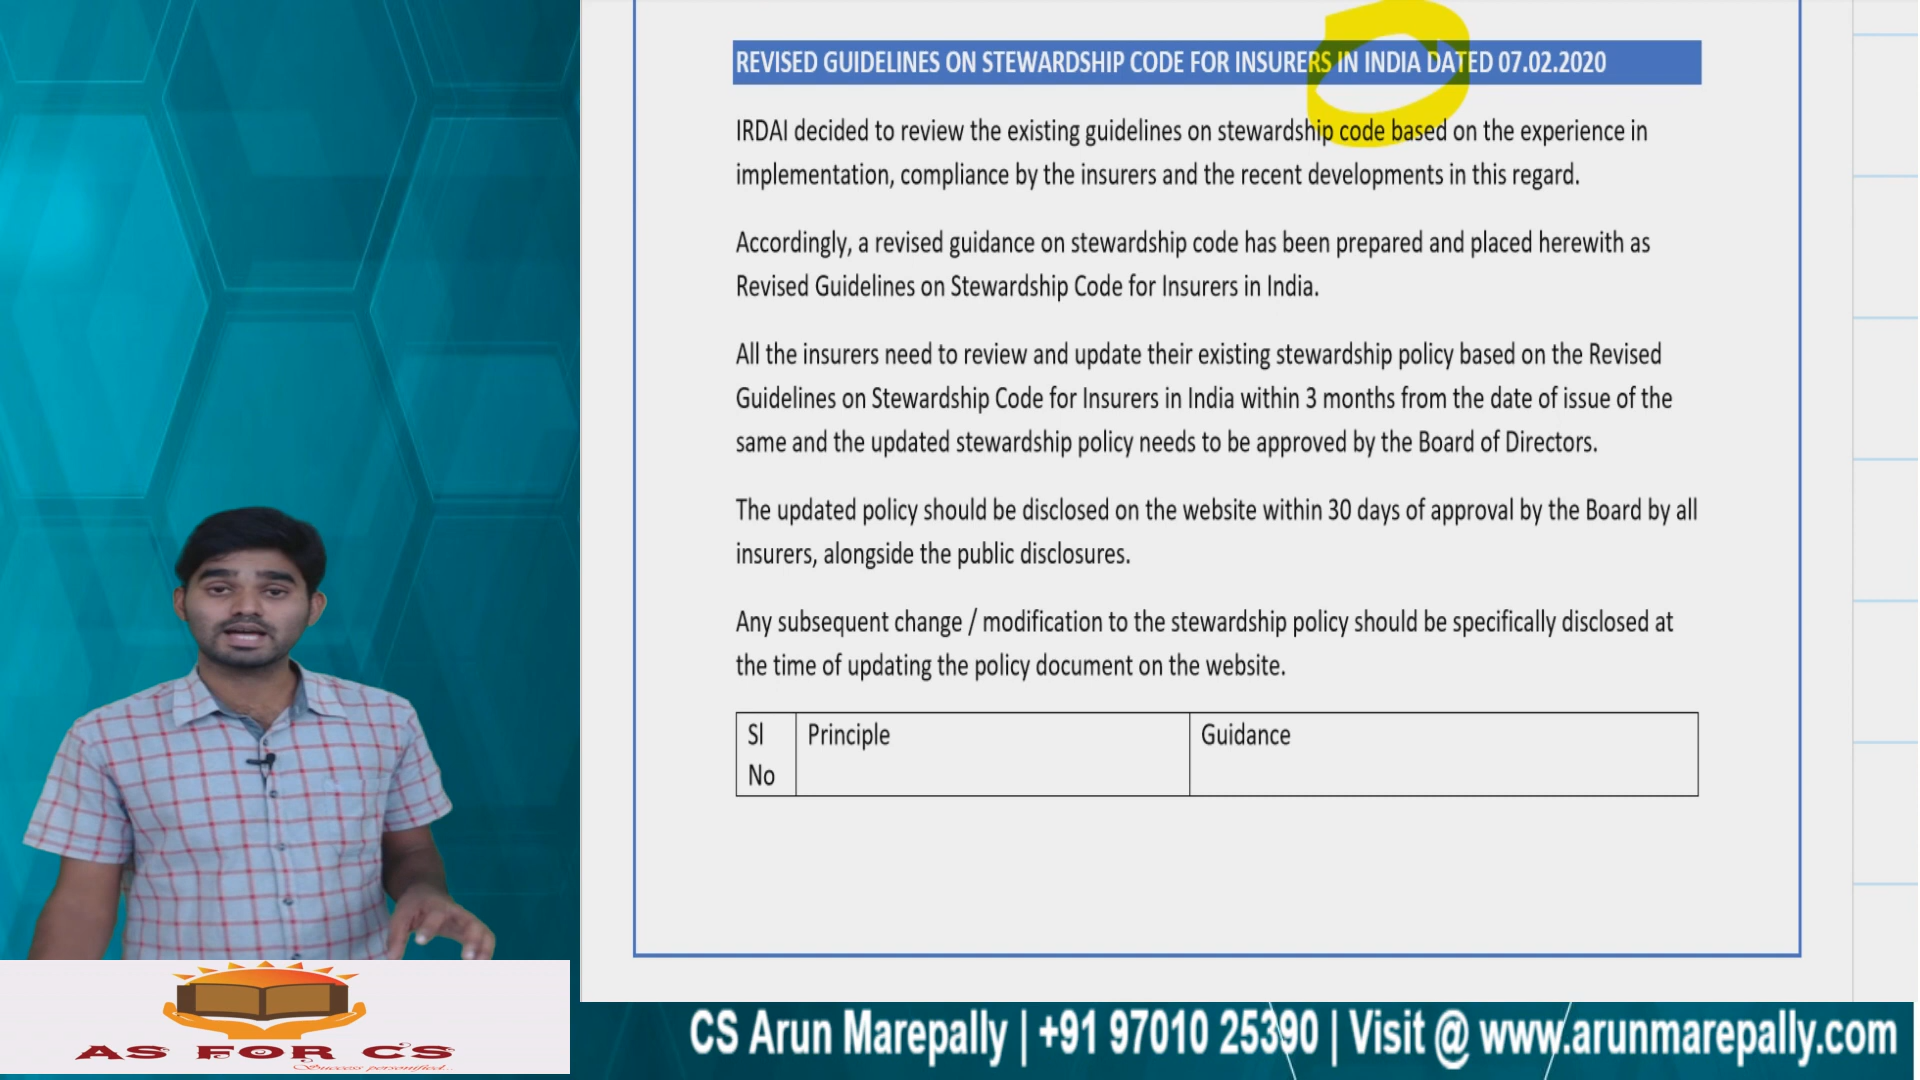 REVISED GUIDELINES ON STEWARDSHIP CODE FOR INSURERS IN INDIA DATED 07.02.2020
IRDAI decided to review the existing guidelines on stewardship code based on the experience in
implementation, compliance by the insurers and the recent developments in this regard.
Accordingly, a revised guidance on stewardship code has been prepared and placed herewith as
Revised Guidelines on Stewardship Code for Insurers in India.
All the insurers need to review and update their existing stewardship policy based on the Revised
Guidelines on Stewardship Code for Insurers in India within 3 months from the date of issue of the
same and the updated stewardship policy needs to be approved by the Board of Directors.
The updated policy should be disclosed on the website within 30 days of approval by the Board by all
insurers, alongside the public disclosures.
Any subsequent change / modification to the stewardship policy should be specifically disclosed at
the time of updating the policy document on the website.
Sl No
Principle
Guidance
AS FOR CS
Success personified...
CS Arun Marepally | +91 97010 25390 | Visit @ www.arunmarepally.com